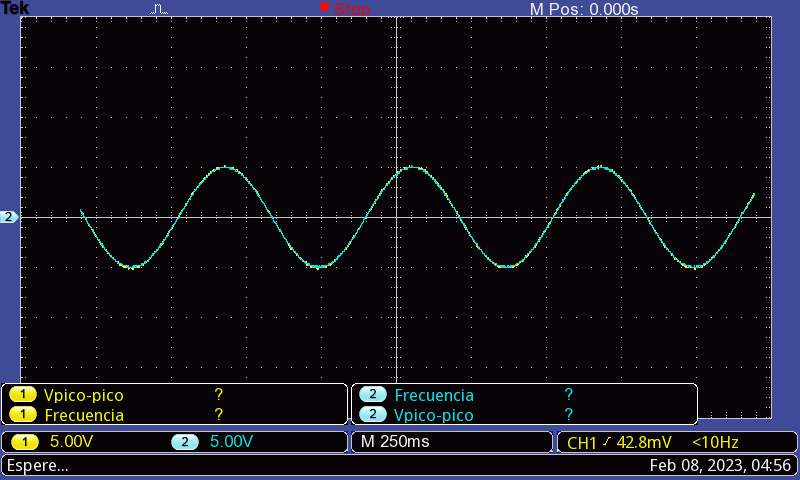 Tek Stop M Pos: 0.000s
2
1 Vpico-pico ? 2 Frecuencia ?
1 Frecuencia ? 2 Vpico-pico ?
1 5.00V 2 5.00V M 250ms CH1 42.8mV <10Hz
Espere... Feb 08, 2023, 04:56